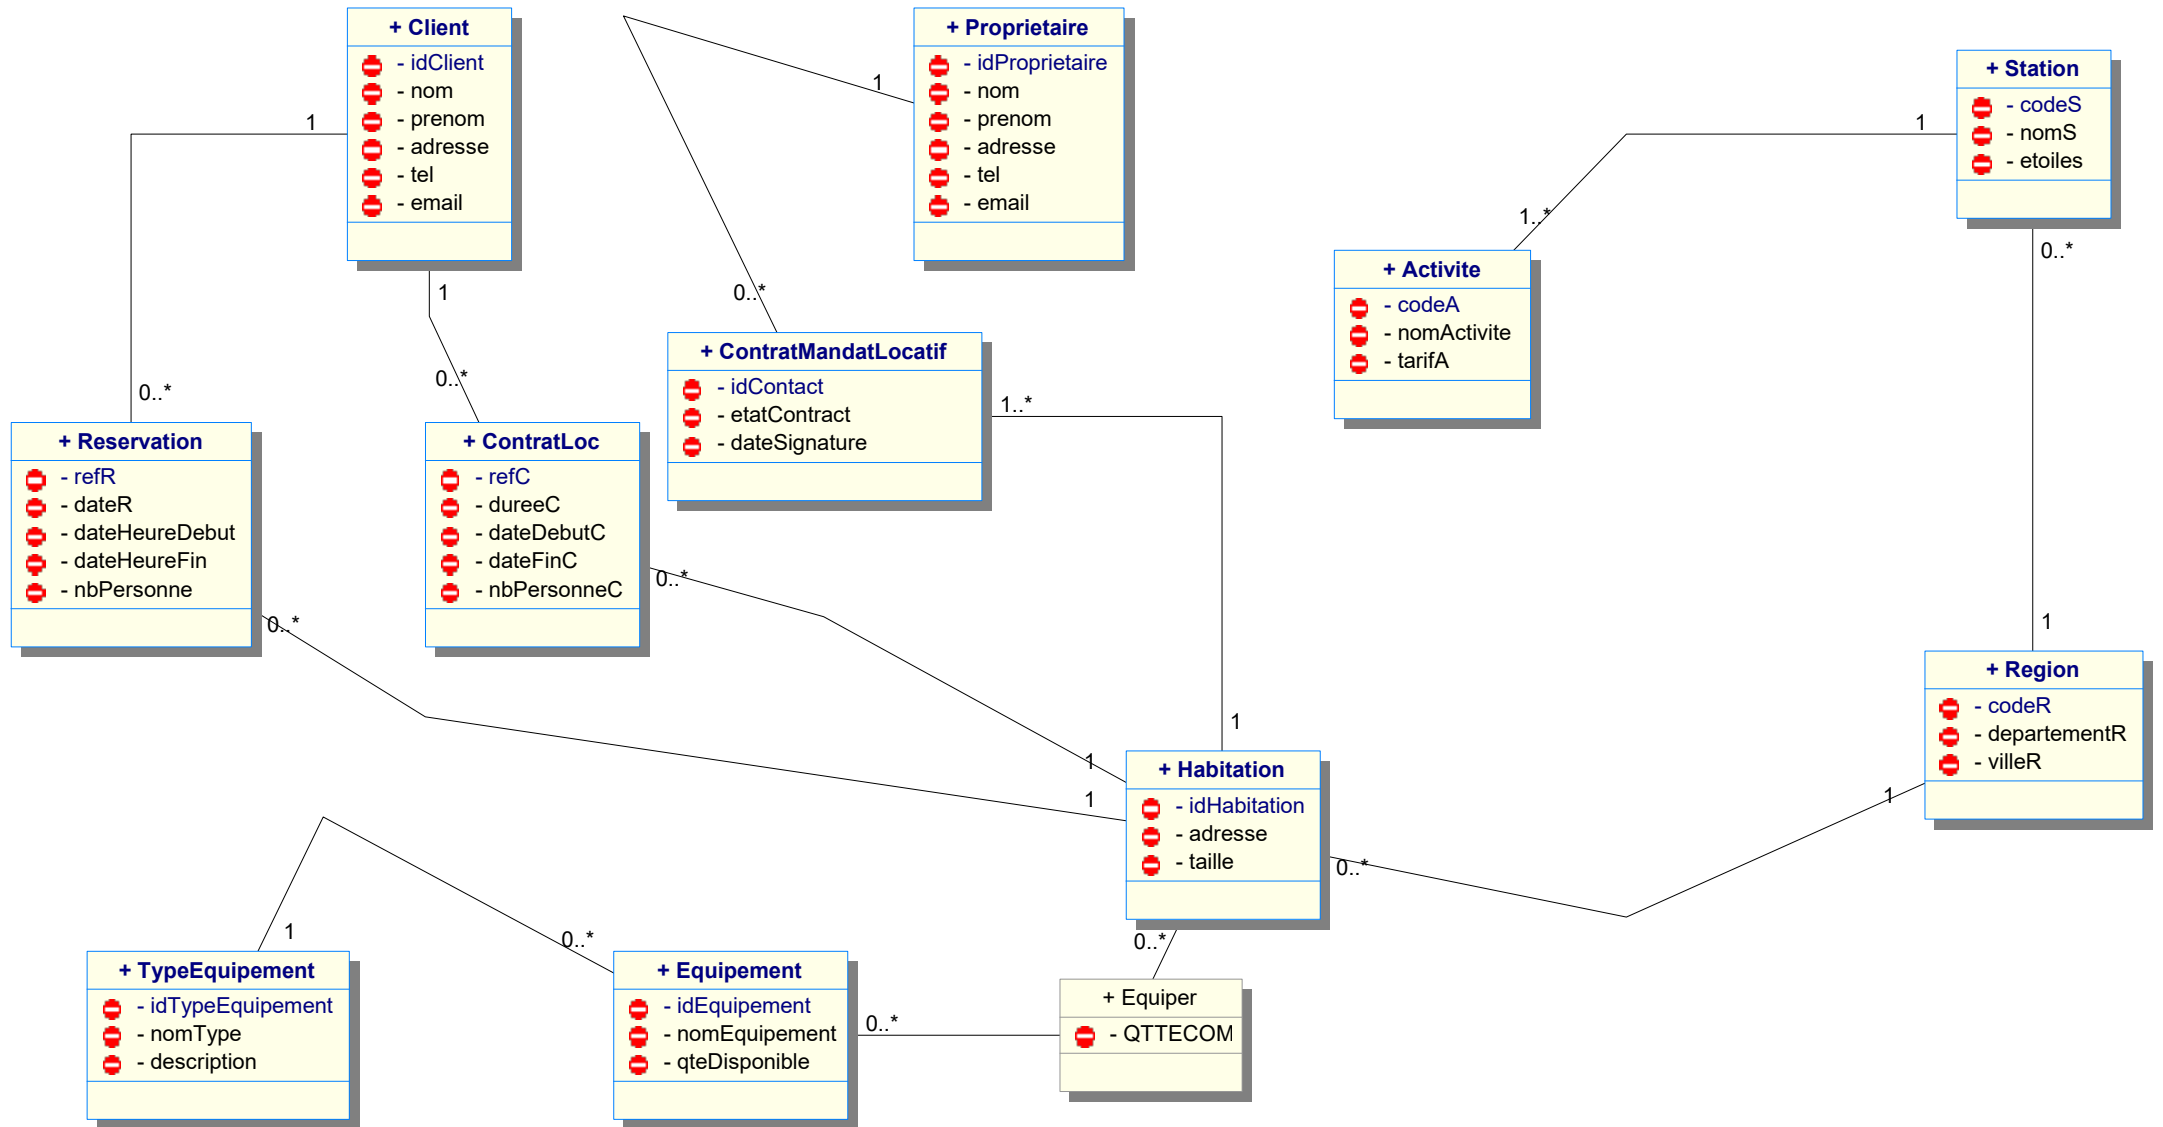 + Client
- idClient
- nom
- prenom
- adresse
- tel
- email
+ Proprietaire
- idProprietaire
- nom
- prenom
- adresse
- tel
- email
+ Station
- codeS
- nomS
- etoiles
1
1
1
1..*
0..*
+ Activite
- codeA
- nomActivite
- tarifA
1
0..*
0..*
0..*
+ ContratMandatLocatif
- idContact
- etatContract
- dateSignature
1..*
+ Reservation
- refR
- dateR
- dateHeureDebut
- dateHeureFin
- nbPersonne
+ ContratLoc
- refC
- dureeC
- dateDebutC
- dateFinC
- nbPersonneC
0..*
0..*
1
+ Region
- codeR
- departementR
- villeR
1
1
1
1
+ Habitation
- idHabitation
- adresse
- taille
0..*
0..*
1
0..*
+ TypeEquipement
- idTypeEquipement
- nomType
- description
+ Equipement
- idEquipement
- nomEquipement
- qteDisponible
0..*
+ Equiper
- QTTECOM